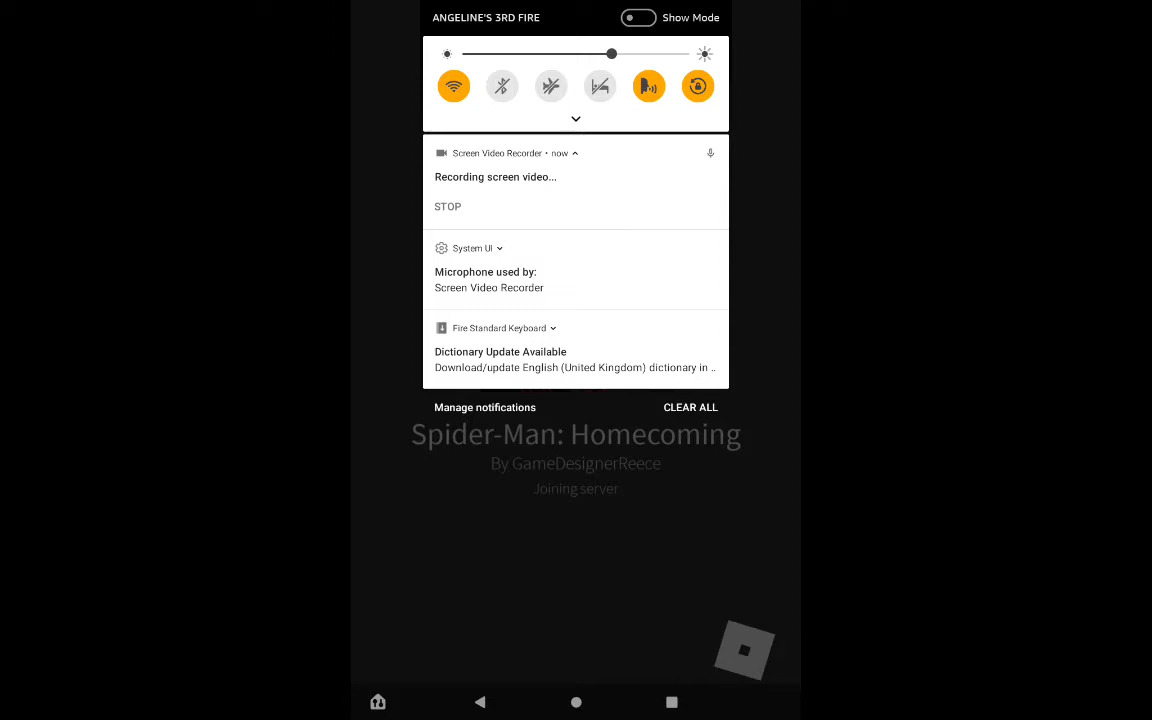 ANGELINE'S 3RD FIRE Show Mode
Screen Video Recorder • now
Recording screen video...
STOP
System UI
Microphone used by:
Screen Video Recorder
Fire Standard Keyboard
Dictionary Update Available
Download/update English (United Kingdom) dictionary in ..
Manage notifications CLEAR ALL
Spider-Man: Homecoming
By GameDesignerReece
Joining server